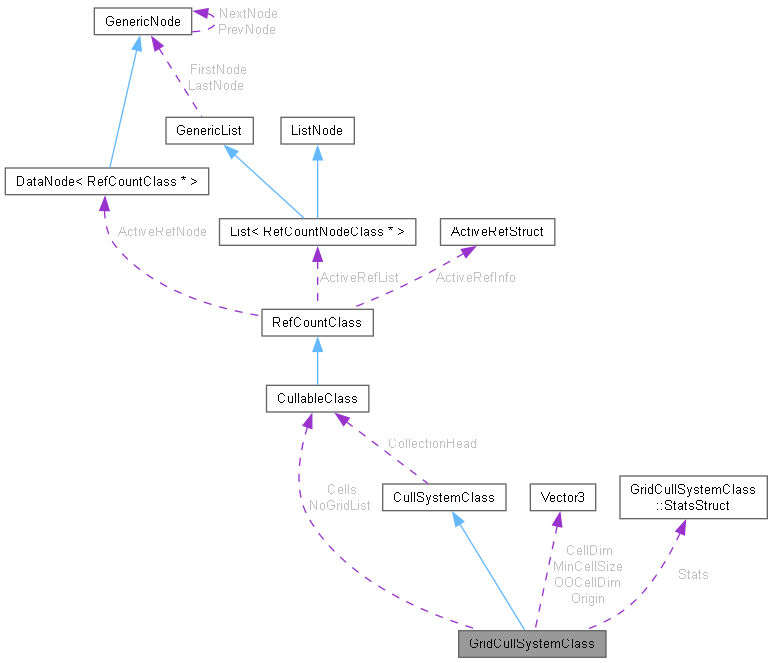 GenericNode
NextNode
PrevNode
FirstNode
LastNode
GenericList
ListNode
DataNode< RefCountClass * >
ActiveRefNode
List< RefCountNodeClass * >
ActiveRefStruct
ActiveRefList
ActiveRefInfo
RefCountClass
CullableClass
CollectionHead
Cells
NoGridList
CullSystemClass
Vector3
GridCullSystemClass
::StatsStruct
CellDim
MinCellSize
OOCellDim
Origin
Stats
GridCullSystemClass